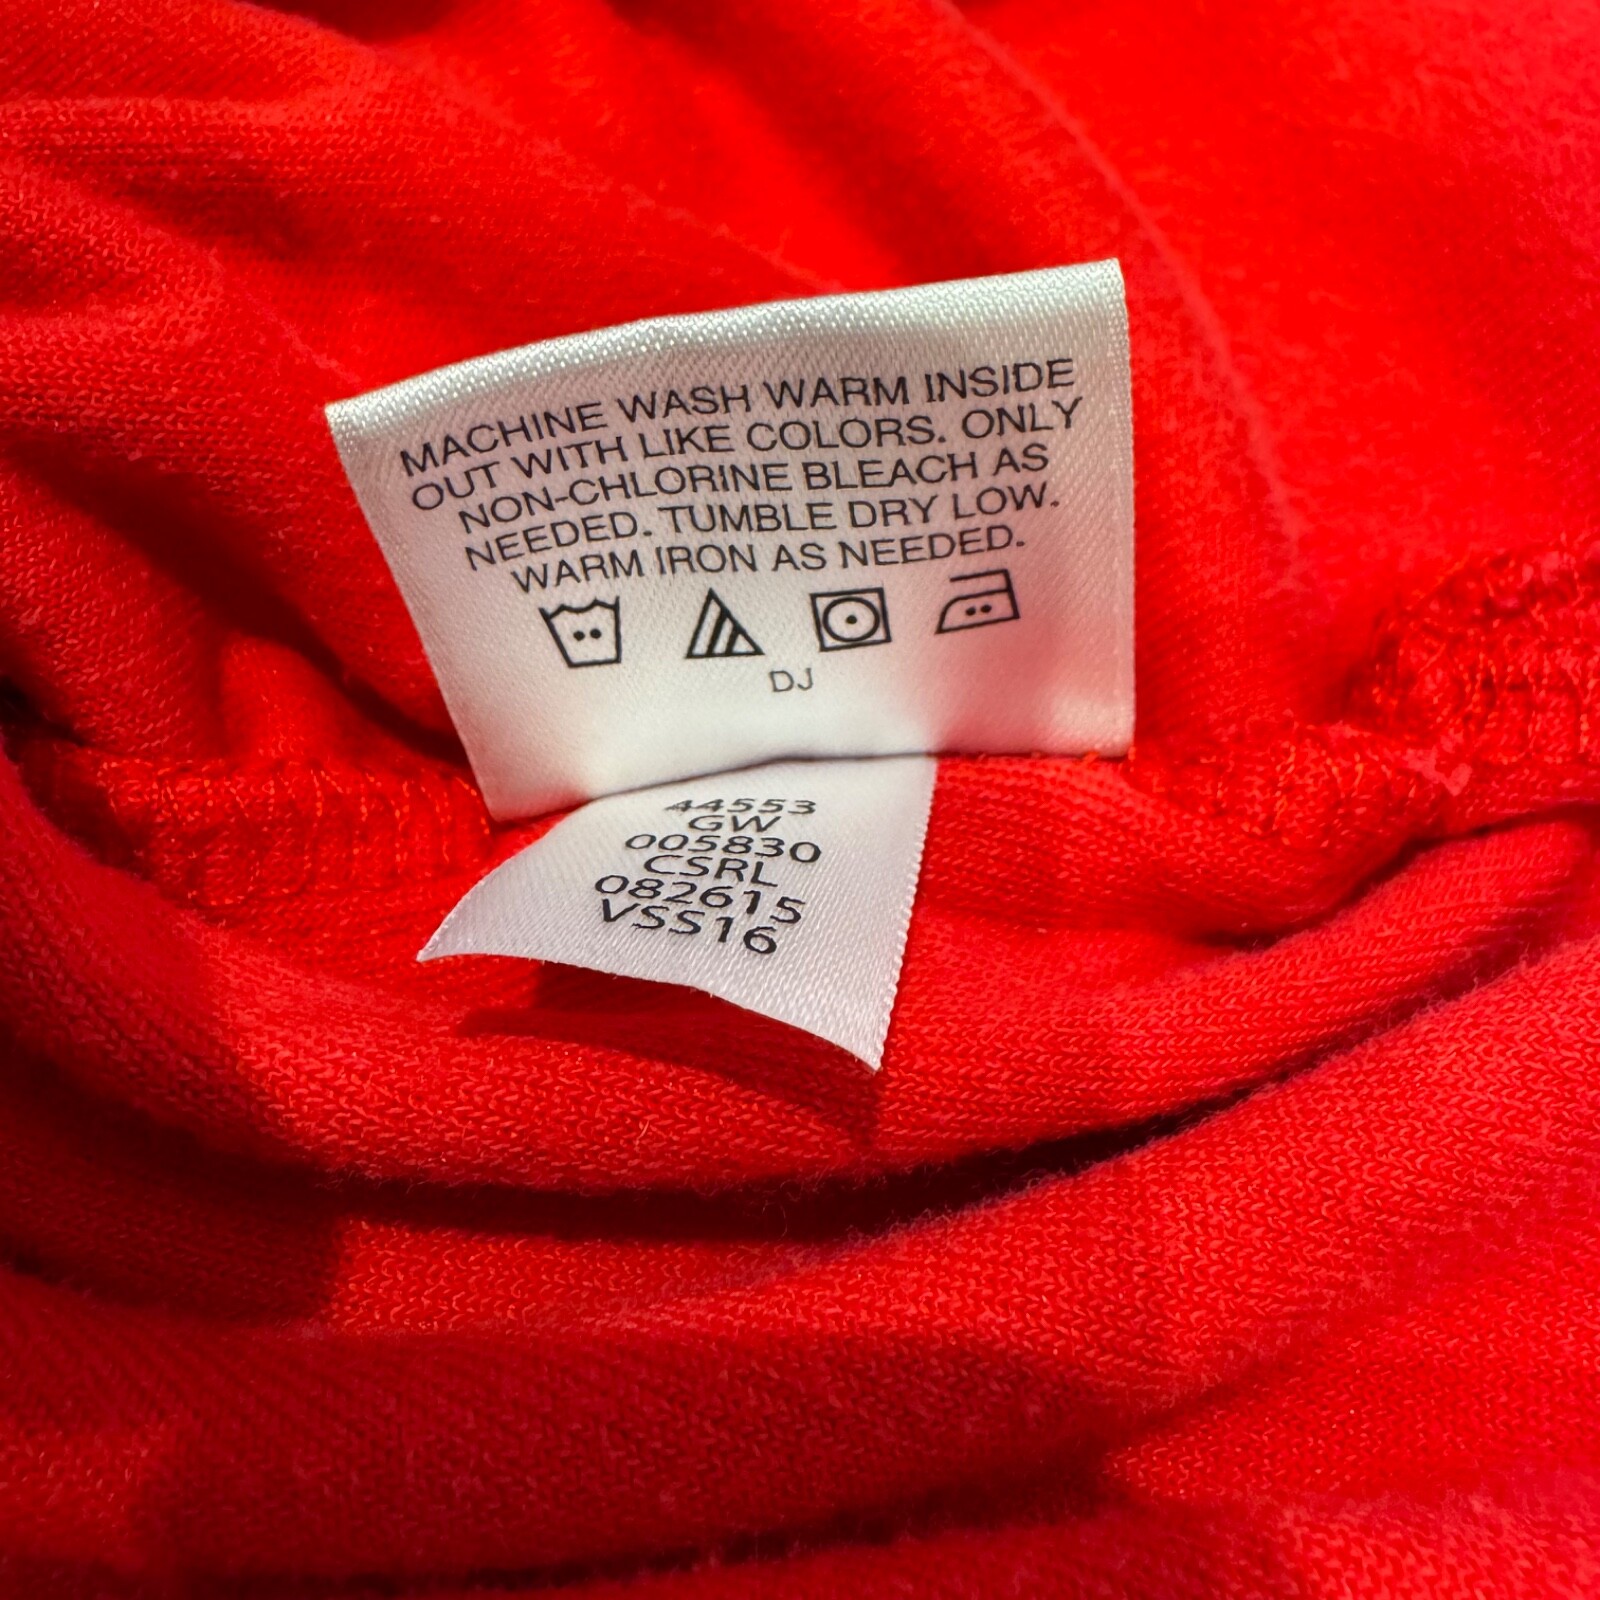 MACHINE WASH WARM INSIDE
OUT WITH LIKE COLORS. ONLY
NON-CHLORINE BLEACH AS
NEEDED. TUMBLE DRY LOW.
WARM IRON AS NEEDED.
DJ
44553
GW
005830
CSRL
082615
VSS16